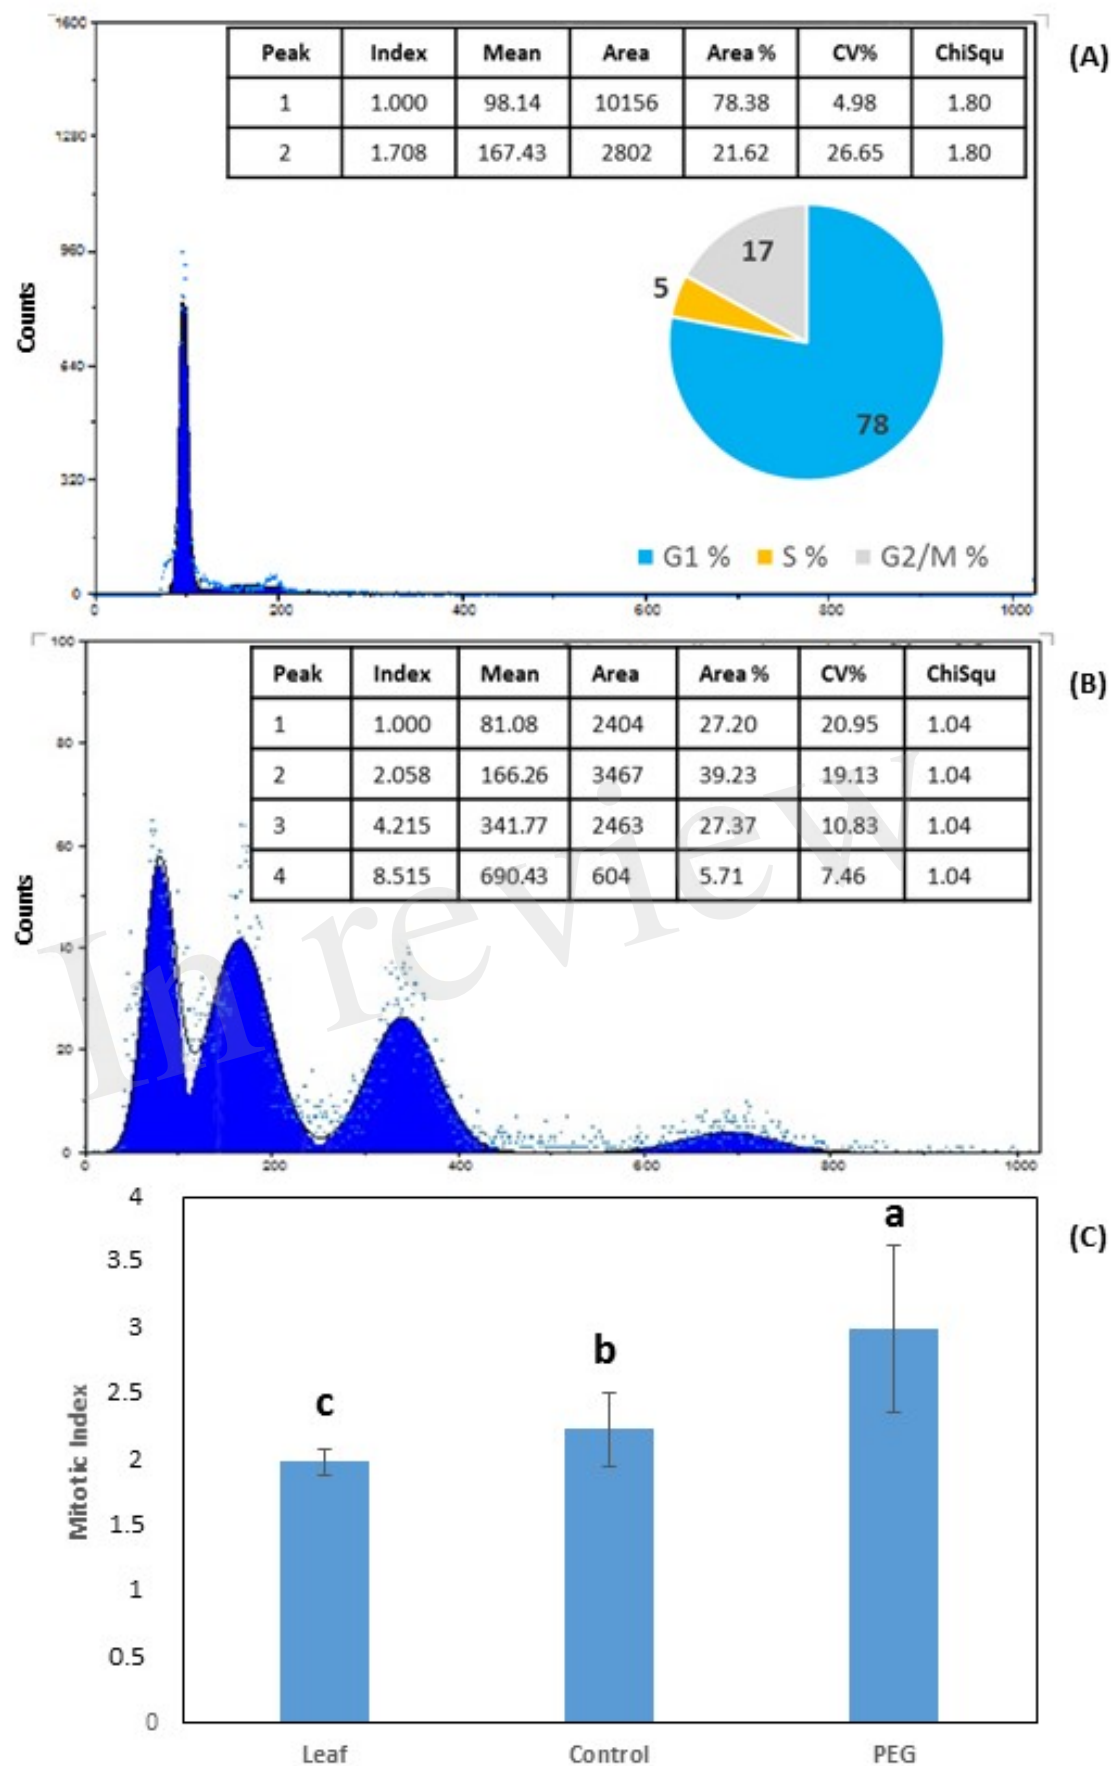 1600
(A)
Peak Index Mean Area Area % CV% ChiSqu
1 1.000 98.14 10156 78.38 4.98 1.80
1280
2 1.708 167.43 2802 21.62 26.65 1.80
960
17
5
Counts
640
78
320
G1 % S % G2/M %
0
0 200 400 600 800 1000
100
(B)
Peak Index Mean Area Area % CV% ChiSqu
1 1.000 81.08 2404 27.20 20.95 1.04
80
2 2.058 166.26 3467 39.23 19.13 1.04
3 4.215 341.77 2463 27.37 10.83 1.04
60
4 8.515 690.43 604 5.71 7.46 1.04
Counts
40
In review
20
0
0 200 400 600 800 1000
4
(C)
a
3.5
3
b
2.5
c
2
Mitotic Index
1.5
1
0.5
0
Leaf Control PEG